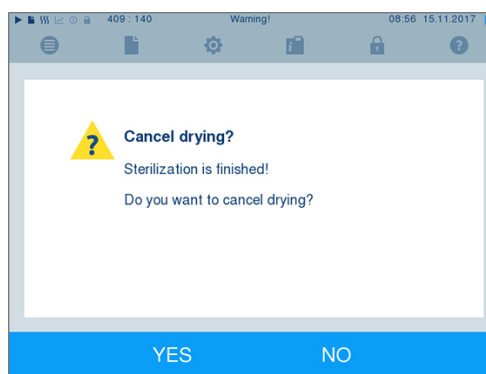 409 : 140 Warning! 08:56 15.11.2017
Cancel drying?
Sterilization is finished!
Do you want to cancel drying?
YES NO